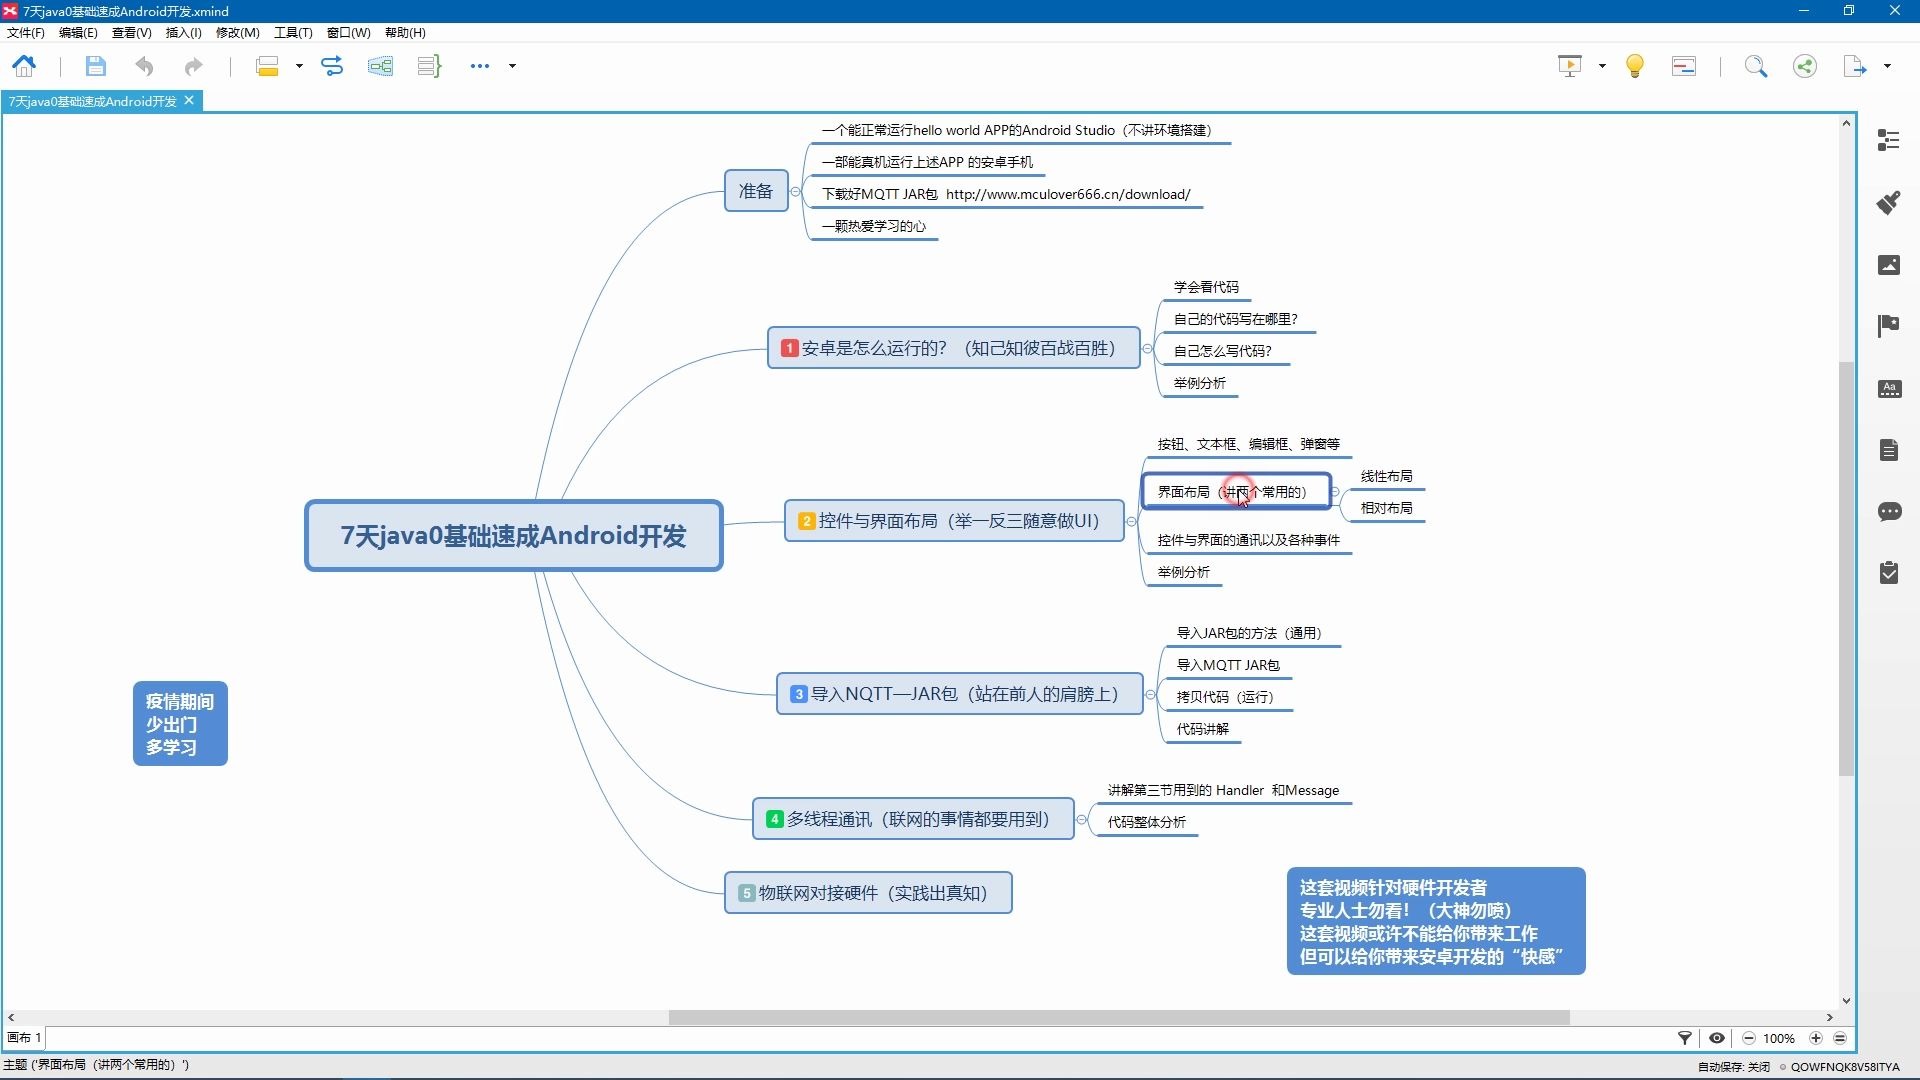 7天java0基础速成Android开发.xmind
文件(F) 编辑(E) 查看(V) 插入(I) 修改(M) 工具(T) 窗口(W) 帮助(H)
7天java0基础速成Android开发
准备
一个能正常运行hello world APP的Android Studio（不讲环境搭建）
一部能真机运行上述APP 的安卓手机
下载好MQTT JAR包  http://www.mculover666.cn/download/
一颗热爱学习的心
1 安卓是怎么运行的？（知己知彼百战百胜）
学会看代码
自己的代码写在哪里？
自己怎么写代码？
举例分析
7天java0基础速成Android开发
2 控件与界面布局（举一反三随意做UI）
按钮、文本框、编辑框、弹窗等
界面布局（讲两个常用的）
线性布局
相对布局
控件与界面的通讯以及各种事件
举例分析
3 导入NQTT—JAR包（站在前人的肩膀上）
导入JAR包的方法（通用）
导入MQTT JAR包
拷贝代码（运行）
代码讲解
疫情期间
少出门
多学习
4 多线程通讯（联网的事情都要用到）
讲解第三节用到的 Handler  和Message
代码整体分析
5 物联网对接硬件（实践出真知）
这套视频针对硬件开发者
专业人士勿看！（大神勿喷）
这套视频或许不能给你带来工作
但可以给你带来安卓开发的“快感”
Aa
画布 1
100%
主题 ('界面布局（讲两个常用的）')
自动保存: 关闭 QOWFNQK8V58ITYA